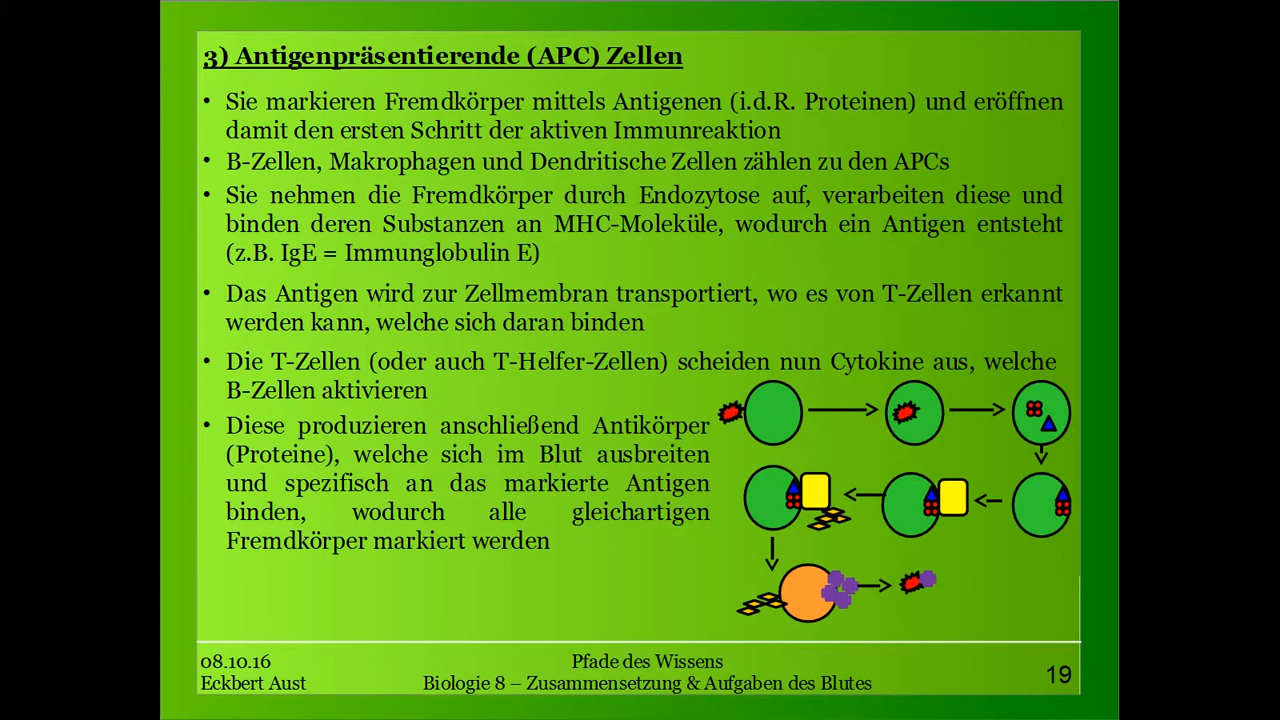 3) Antigenpräsentierende (APC) Zellen
• Sie markieren Fremdkörper mittels Antigenen (i.d.R. Proteinen) und eröffnen
damit den ersten Schritt der aktiven Immunreaktion
• B-Zellen, Makrophagen und Dendritische Zellen zählen zu den APCs
• Sie nehmen die Fremdkörper durch Endozytose auf, verarbeiten diese und
binden deren Substanzen an MHC-Moleküle, wodurch ein Antigen entsteht
(z.B. IgE = Immunglobulin E)
• Das Antigen wird zur Zellmembran transportiert, wo es von T-Zellen erkannt
werden kann, welche sich daran binden
• Die T-Zellen (oder auch T-Helfer-Zellen) scheiden nun Cytokine aus, welche
B-Zellen aktivieren
• Diese produzieren anschließend Antikörper
(Proteine), welche sich im Blut ausbreiten
und spezifisch an das markierte Antigen
binden, wodurch alle gleichartigen
Fremdkörper markiert werden
08.10.16
Eckbert Aust
Pfade des Wissens
Biologie 8 – Zusammensetzung & Aufgaben des Blutes
19